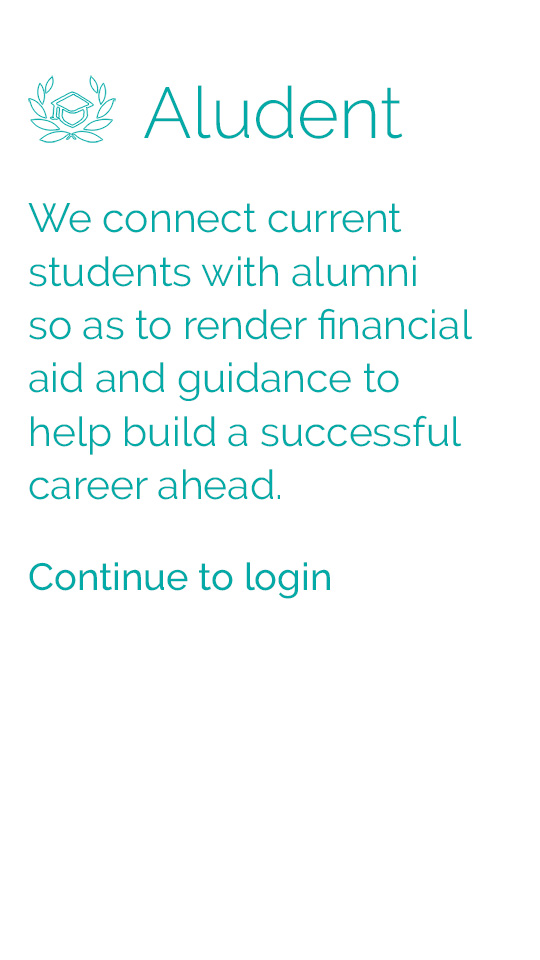 Aludent
We connect current
students with alumni
so as to render financial
aid and guidance to
help build a successful
career ahead.
Continue to login